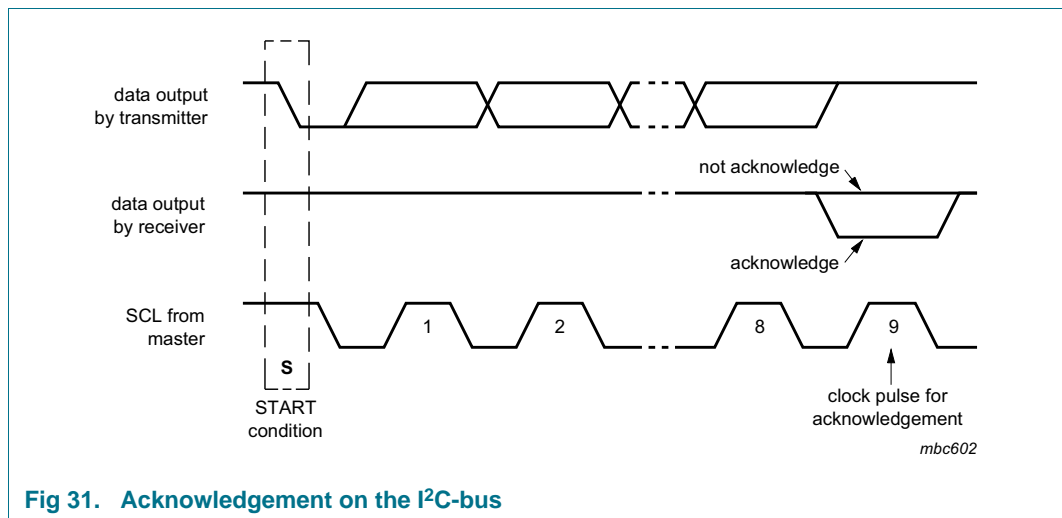 data output
by transmitter
not acknowledge
data output
by receiver
acknowledge
SCL from
master
1
2
8
9
S
START
condition
clock pulse for
acknowledgement
mbc602
Fig 31. Acknowledgement on the I²C-bus